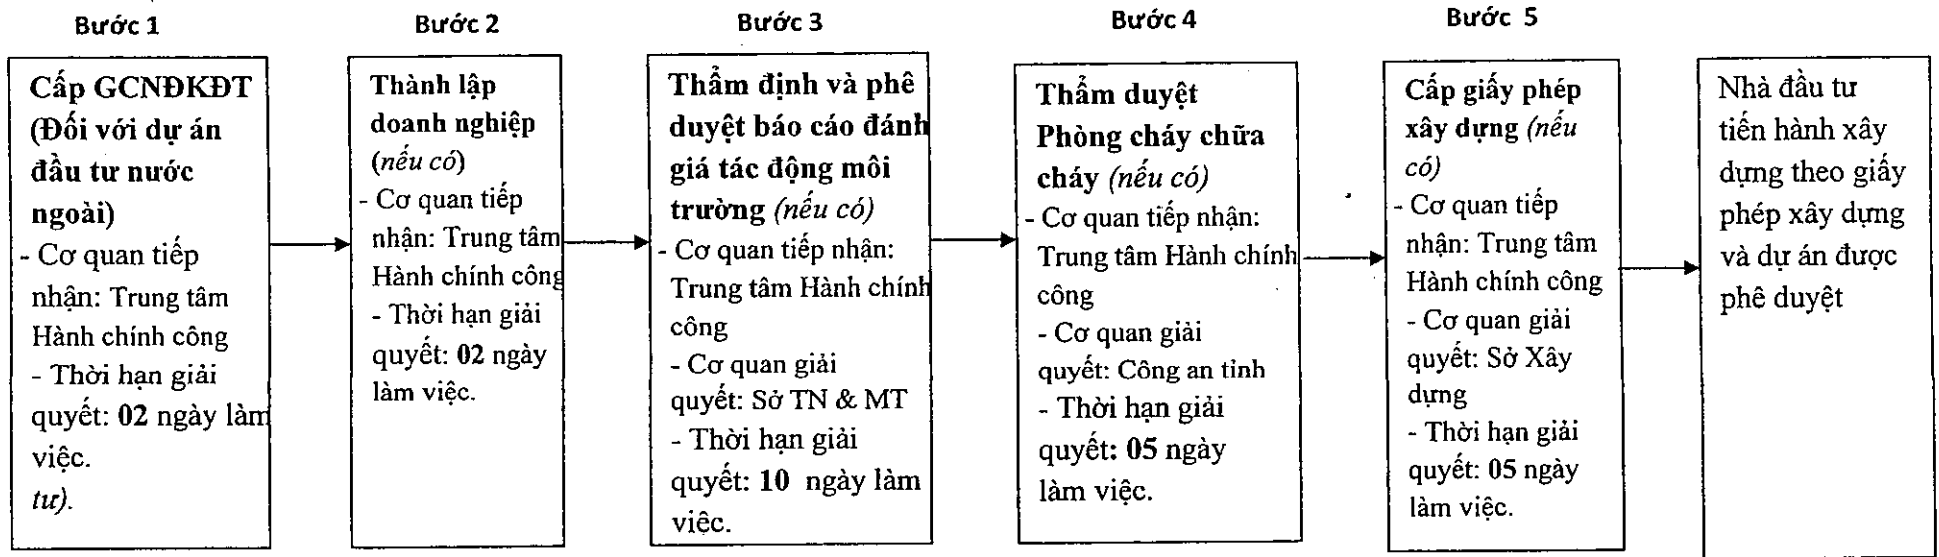 Bước 1
Cấp GCNĐKĐT
(Đối với dự án
đầu tư nước
ngoài)
- Cơ quan tiếp
nhận: Trung tâm
Hành chính công
- Thời hạn giải
quyết: 02 ngày làm
việc.
tư).
Bước 2
Thành lập
doanh nghiệp
(nếu có)
- Cơ quan tiếp
nhận: Trung tâm
Hành chính công
- Thời hạn giải
quyết: 02 ngày
làm việc.
Bước 3
Thẩm định và phê
duyệt báo cáo đánh
giá tác động môi
trường (nếu có)
- Cơ quan tiếp nhận:
Trung tâm Hành chính
công
- Cơ quan giải
quyết: Sở TN & MT
- Thời hạn giải
quyết: 10 ngày làm
việc.
Bước 4
Thẩm duyệt
Phòng cháy chữa
cháy (nếu có)
- Cơ quan tiếp nhận:
Trung tâm Hành chính
công
- Cơ quan giải
quyết: Công an tỉnh
- Thời hạn giải
quyết: 05 ngày
làm việc.
Bước 5
Cấp giấy phép
xây dựng (nếu
có)
- Cơ quan tiếp
nhận: Trung tâm
Hành chính công
- Cơ quan giải
quyết: Sở Xây
dựng
- Thời hạn giải
quyết: 05 ngày
làm việc.
Nhà đầu tư
tiến hành xây
dựng theo giấy
phép xây dựng
và dự án được
phê duyệt